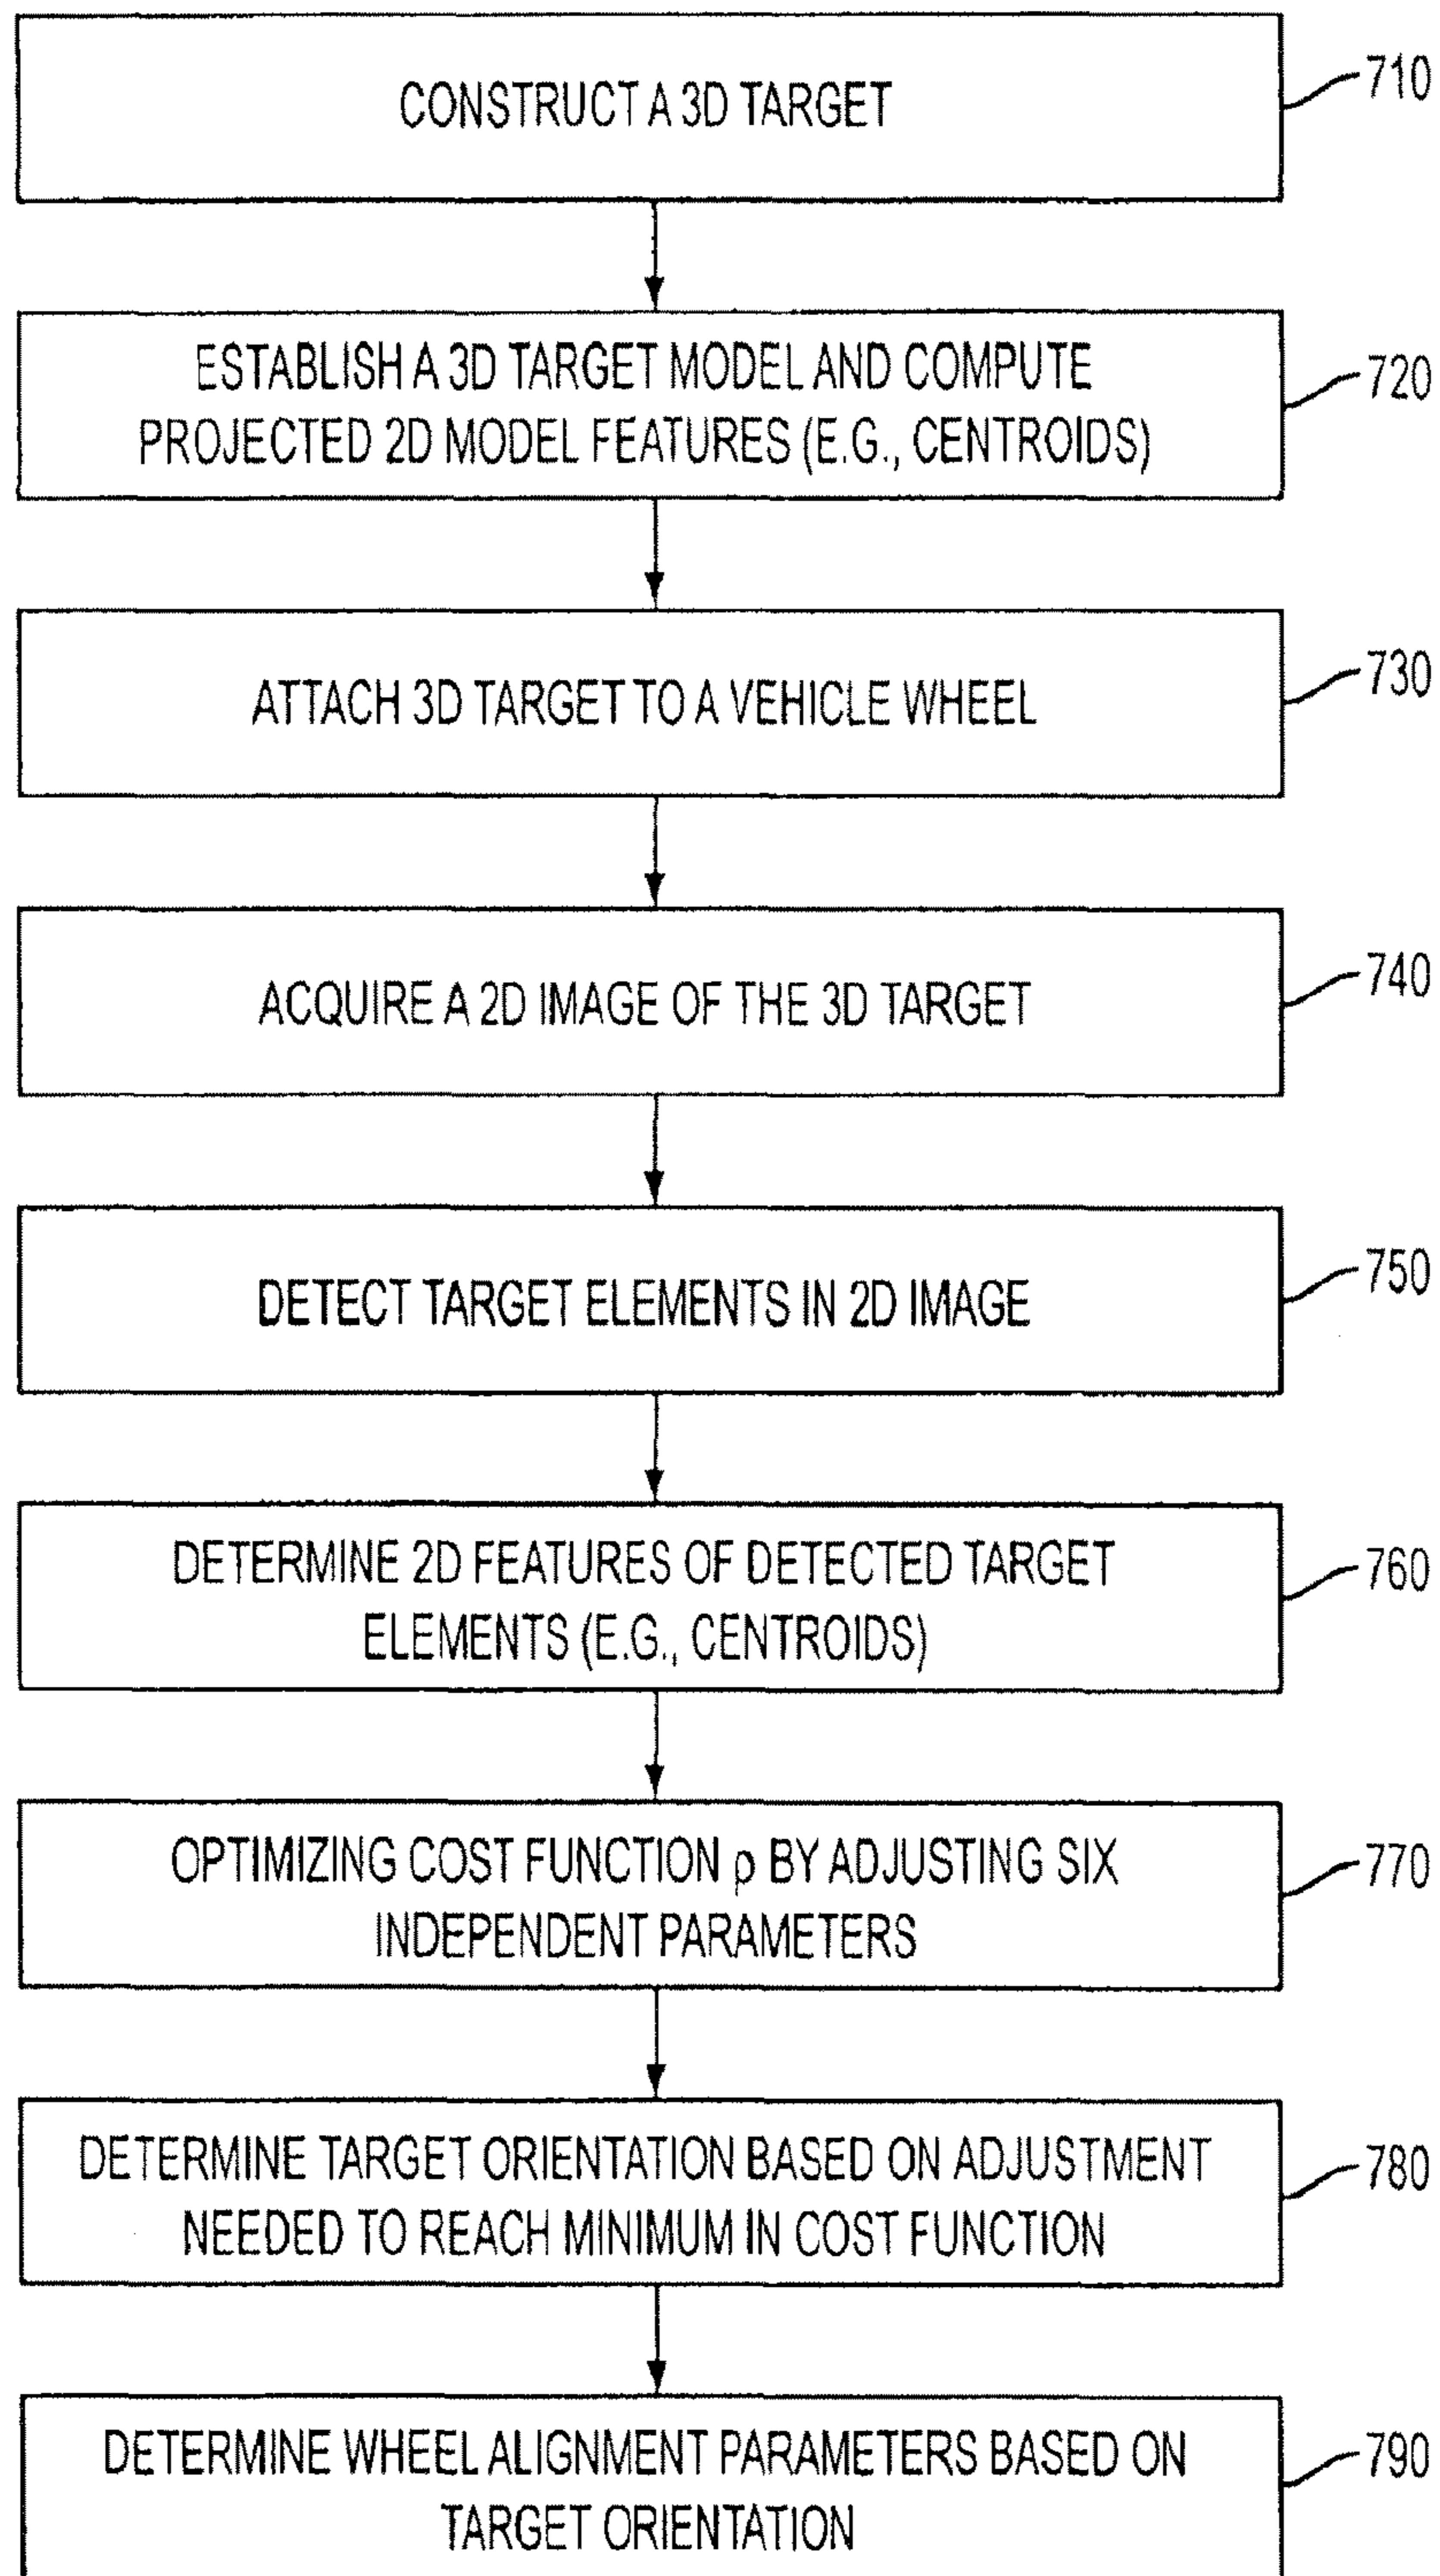 CONSTRUCT A 3D TARGET
710
ESTABLISH A 3D TARGET MODEL AND COMPUTE
PROJECTED 2D MODEL FEATURES (E.G., CENTROIDS)
720
ATTACH 3D TARGET TO A VEHICLE WHEEL
730
ACQUIRE A 2D IMAGE OF THE 3D TARGET
740
DETECT TARGET ELEMENTS IN 2D IMAGE
750
DETERMINE 2D FEATURES OF DETECTED TARGET
ELEMENTS (E.G., CENTROIDS)
760
OPTIMIZING COST FUNCTION ρ BY ADJUSTING SIX
INDEPENDENT PARAMETERS
770
DETERMINE TARGET ORIENTATION BASED ON ADJUSTMENT
NEEDED TO REACH MINIMUM IN COST FUNCTION
780
DETERMINE WHEEL ALIGNMENT PARAMETERS BASED ON
TARGET ORIENTATION
790